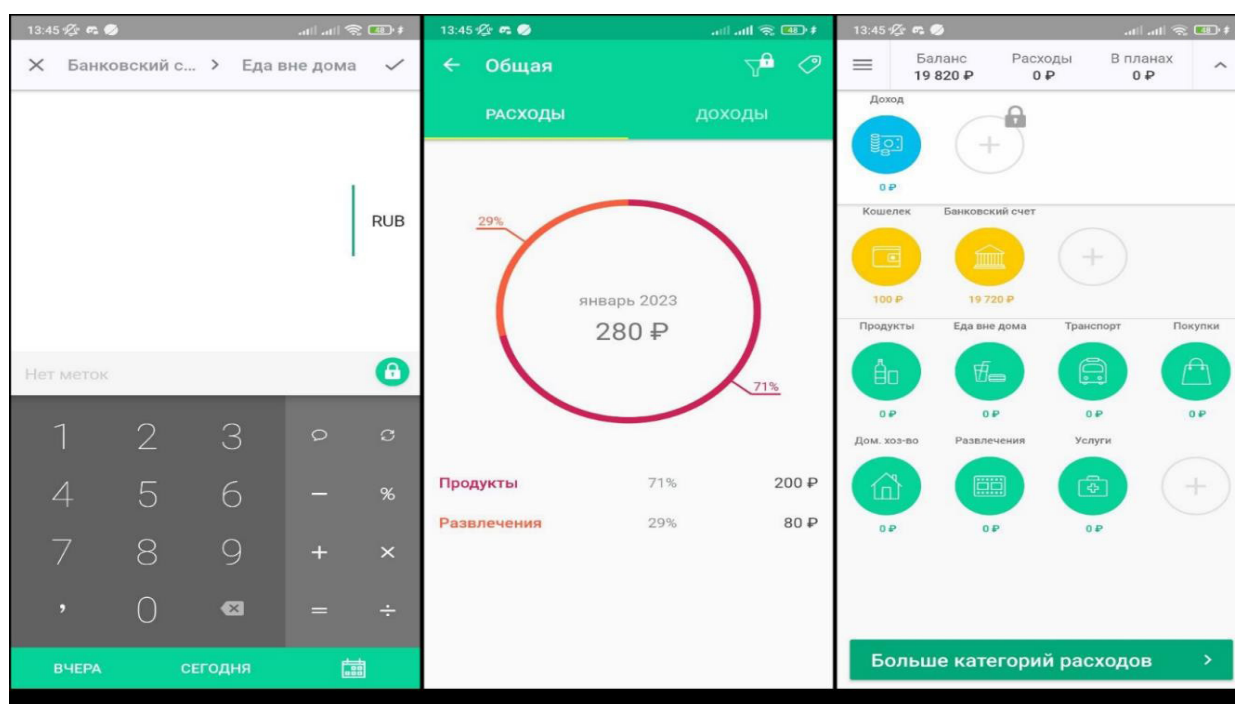 13:45 48
Банковский с... > Еда вне дома
RUB
Нет меток
1 2 3
4 5 6 — %
7 8 9 + ×
, 0 = ÷
ВЧЕРА СЕГОДНЯ
13:45 48
Общая
РАСХОДЫ ДОХОДЫ
29%
январь 2023
280 ₽
71%
Продукты 71% 200 ₽
Развлечения 29% 80 ₽
13:45 48
Баланс Расходы В планах
19 820 ₽ 0 ₽ 0 ₽
Доход
0 ₽
Кошелек Банковский счет
100 ₽ 19 720 ₽
Продукты Еда вне дома Транспорт Покупки
0 ₽ 0 ₽ 0 ₽ 0 ₽
Дом. хоз-во Развлечения Услуги
0 ₽ 0 ₽ 0 ₽
Больше категорий расходов >